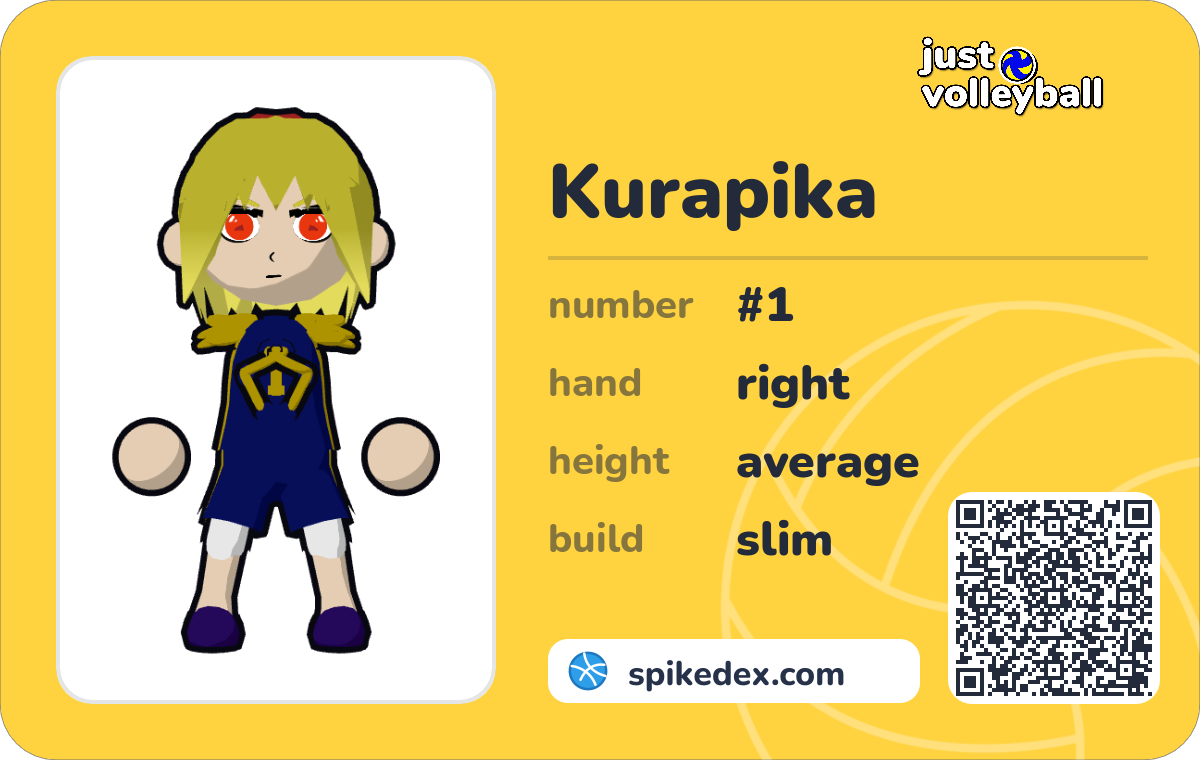 just
volleyball
Kurapika
number #1
hand right
height average
build slim
spikedex.com